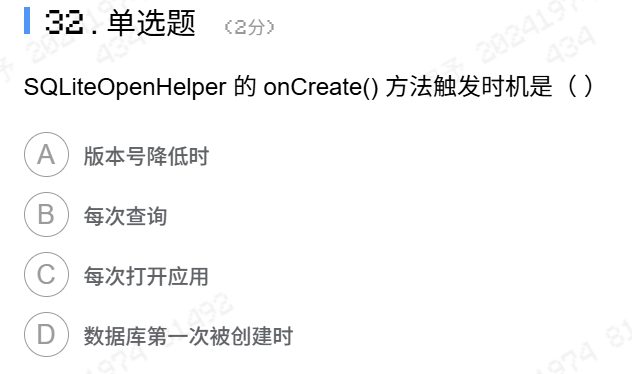 32.单选题 （2分）
SQLiteOpenHelper 的 onCreate() 方法触发时机是（ ）
A 版本号降低时
B 每次查询
C 每次打开应用
D 数据库第一次被创建时